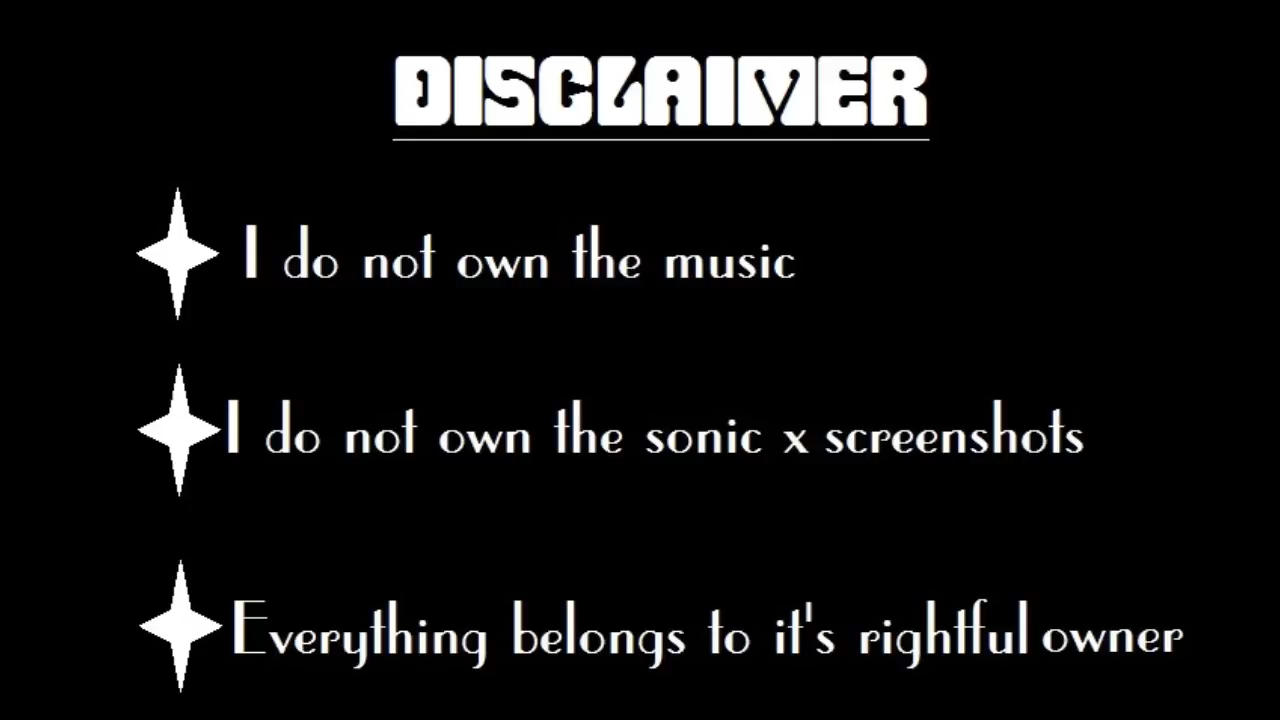 DISCLAIMER
I do not own the music
I do not own the sonic x screenshots
Everything belongs to it's rightful owner